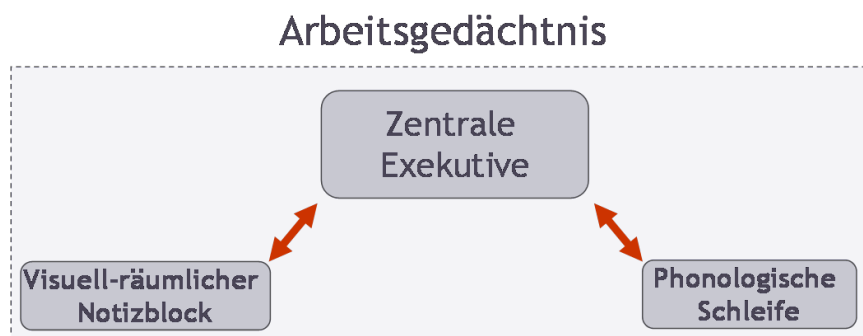 Arbeitsgedächtnis
Zentrale
Exekutive
Visuell-räumlicher
Notizblock
Phonologische
Schleife